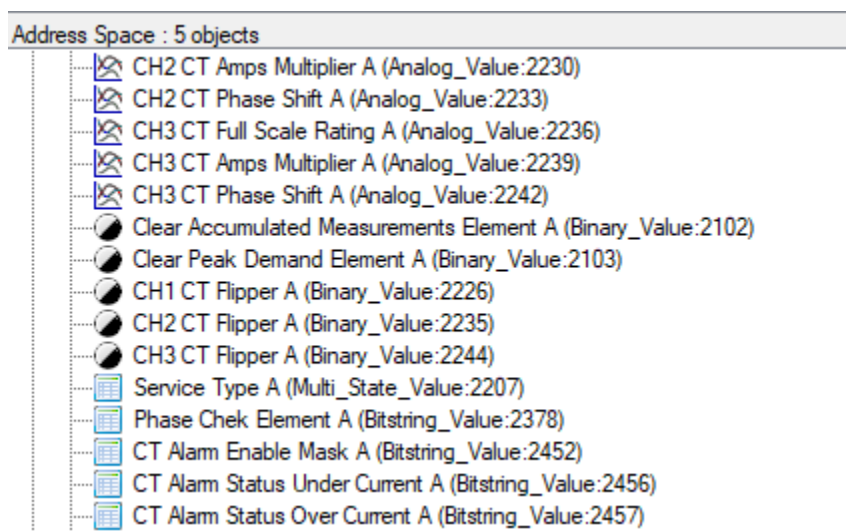 Address Space : 5 objects
CH2 CT Amps Multiplier A (Analog_Value:2230)
CH2 CT Phase Shift A (Analog_Value:2233)
CH3 CT Full Scale Rating A (Analog_Value:2236)
CH3 CT Amps Multiplier A (Analog_Value:2239)
CH3 CT Phase Shift A (Analog_Value:2242)
Clear Accumulated Measurements Element A (Binary_Value:2102)
Clear Peak Demand Element A (Binary_Value:2103)
CH1 CT Flipper A (Binary_Value:2226)
CH2 CT Flipper A (Binary_Value:2235)
CH3 CT Flipper A (Binary_Value:2244)
Service Type A (Multi_State_Value:2207)
Phase Chek Element A (Bitstring_Value:2378)
CT Alarm Enable Mask A (Bitstring_Value:2452)
CT Alarm Status Under Current A (Bitstring_Value:2456)
CT Alarm Status Over Current A (Bitstring_Value:2457)